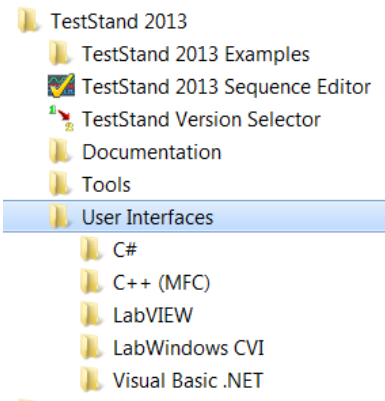 TestStand 2013
TestStand 2013 Examples
TestStand 2013 Sequence Editor
TestStand Version Selector
Documentation
Tools
User Interfaces
C#
C++ (MFC)
LabVIEW
LabWindows CVI
Visual Basic .NET